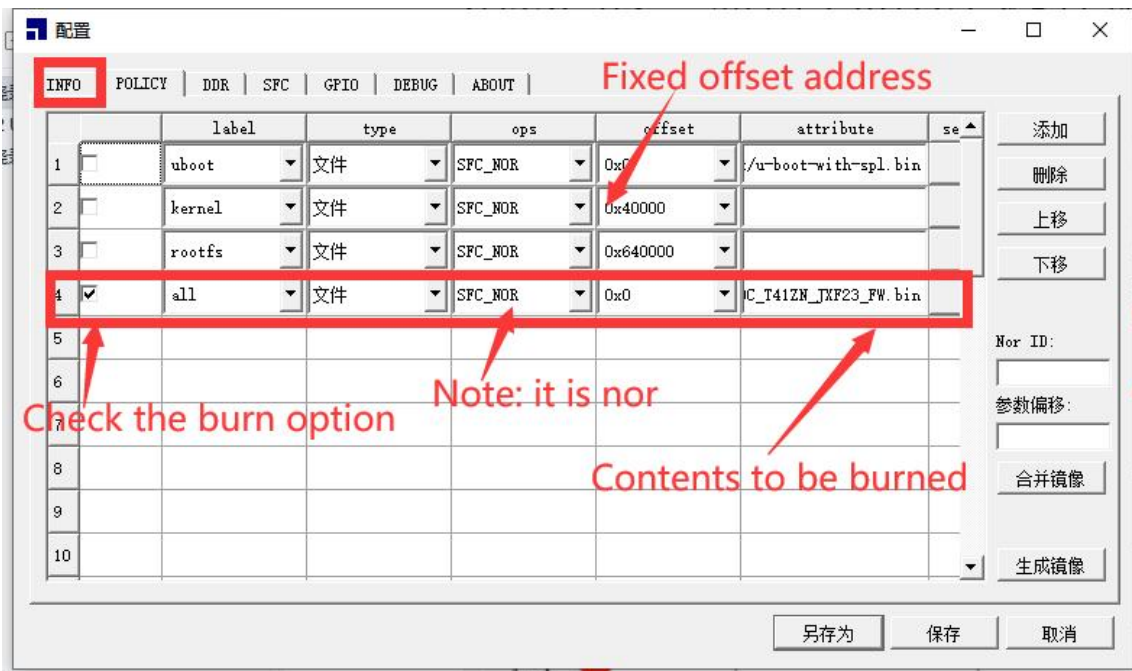 配置
INFO POLICY DDR SFC GPIO DEBUG ABOUT
Fixed offset address
label type ops offset attribute se
添加
1 uboot 文件 SFC_NOR 0x0 :/u-boot-with-spl.bin
删除
2 kernel 文件 SFC_NOR 0x40000
上移
3 rootfs 文件 SFC_NOR 0x640000
下移
4 all 文件 SFC_NOR 0x0 C_T41ZN_JXF23_FW.bin
5
Nor ID:
6
Note: it is nor
参数偏移:
Check the burn option
7
8
Contents to be burned
合并镜像
9
10
生成镜像
另存为 保存 取消